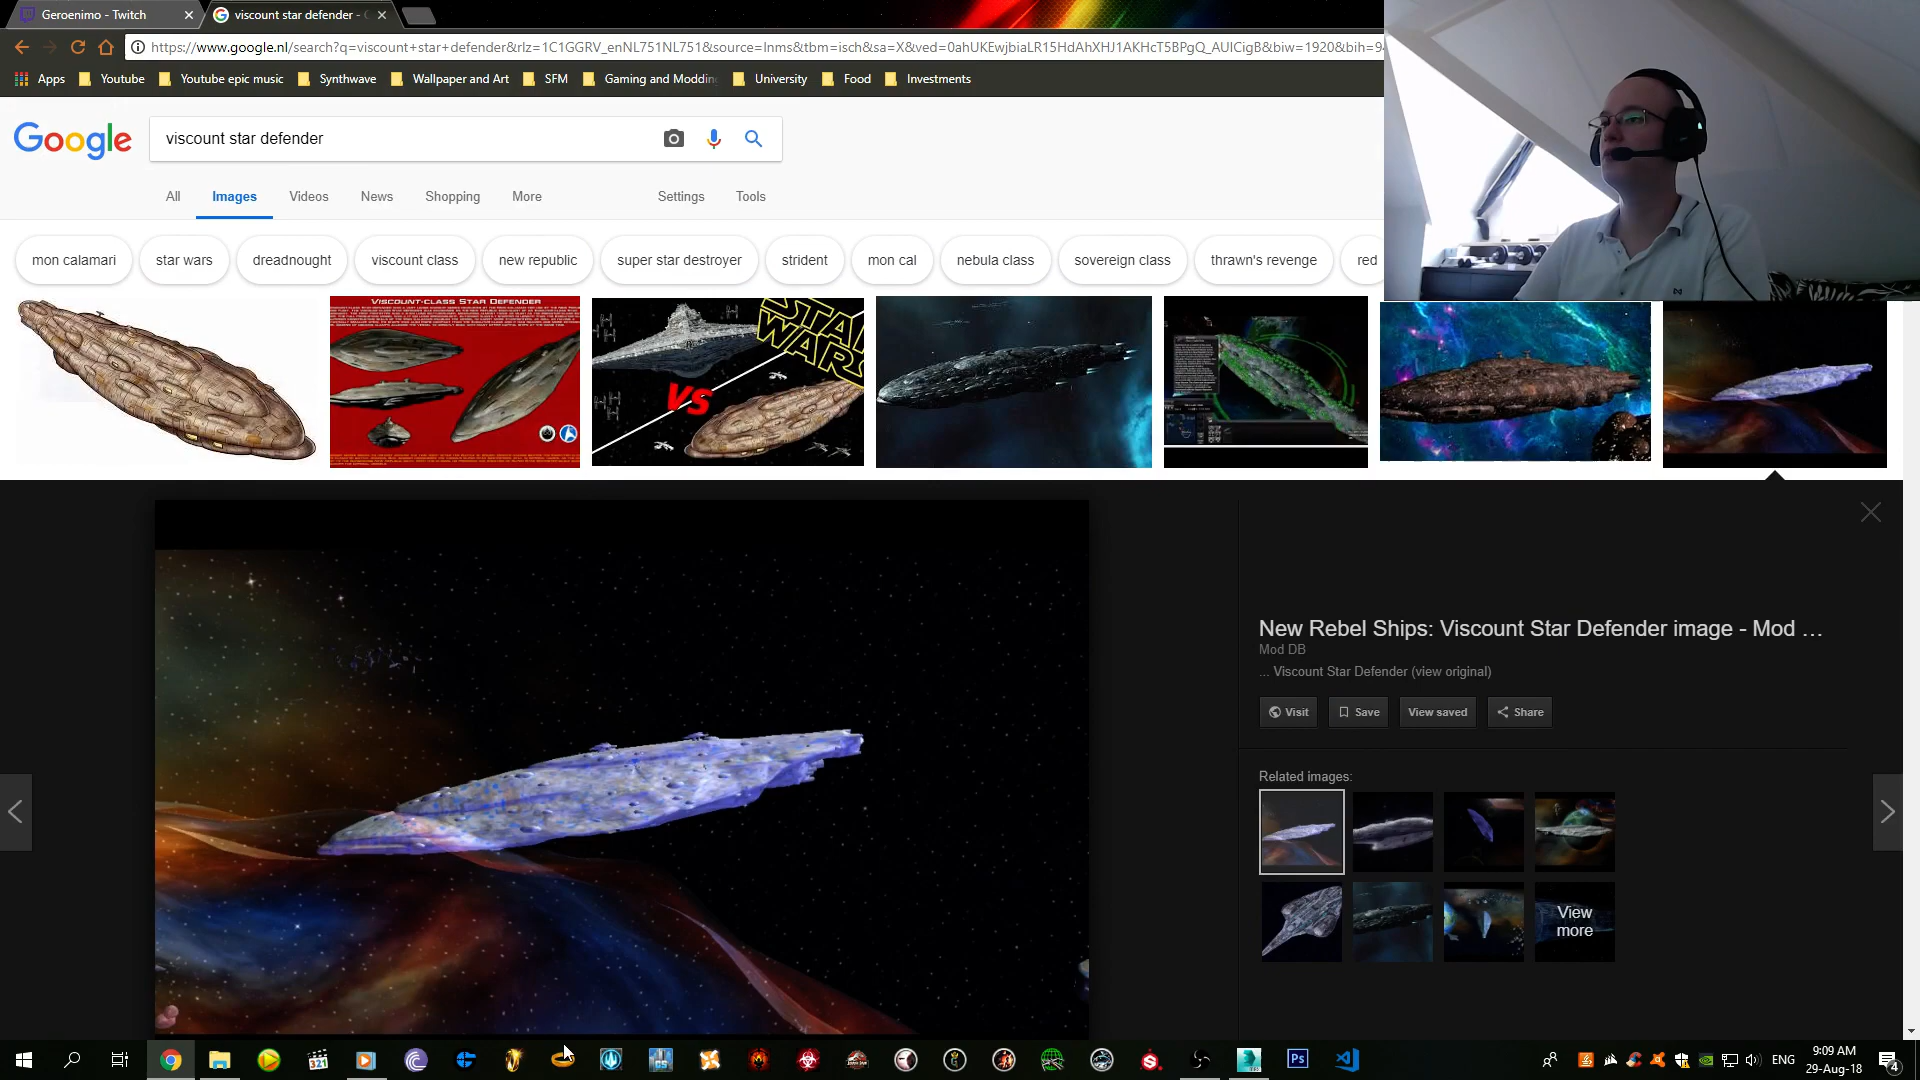 Geroenimo - Twitch
viscount star defender -
https://www.google.nl/search?q=viscount+star+defender&rlz=1C1GGRV_enNL751NL751&source=lnms&tbm=isch&sa=X&ved=0ahUKEwjbiaLR15HdAhXHJ1AKHcT5BPgQ_AUICigB&biw=1920&bih=9
Apps Youtube Youtube epic music Synthwave Wallpaper and Art SFM Gaming and Moddin University Food Investments
Google
viscount star defender
All Images Videos News Shopping More Settings Tools
mon calamari star wars dreadnought viscount class new republic super star destroyer strident mon cal nebula class sovereign class thrawn's revenge red
VISCOUNT-CLASS STAR DEFENDER
STAR
WARS
VS
New Rebel Ships: Viscount Star Defender image - Mod ...
Mod DB
... Viscount Star Defender (view original)
Visit Save View saved Share
Related images:
View
more
321
CS
Ps
ENG
9:09 AM
29-Aug-18
4